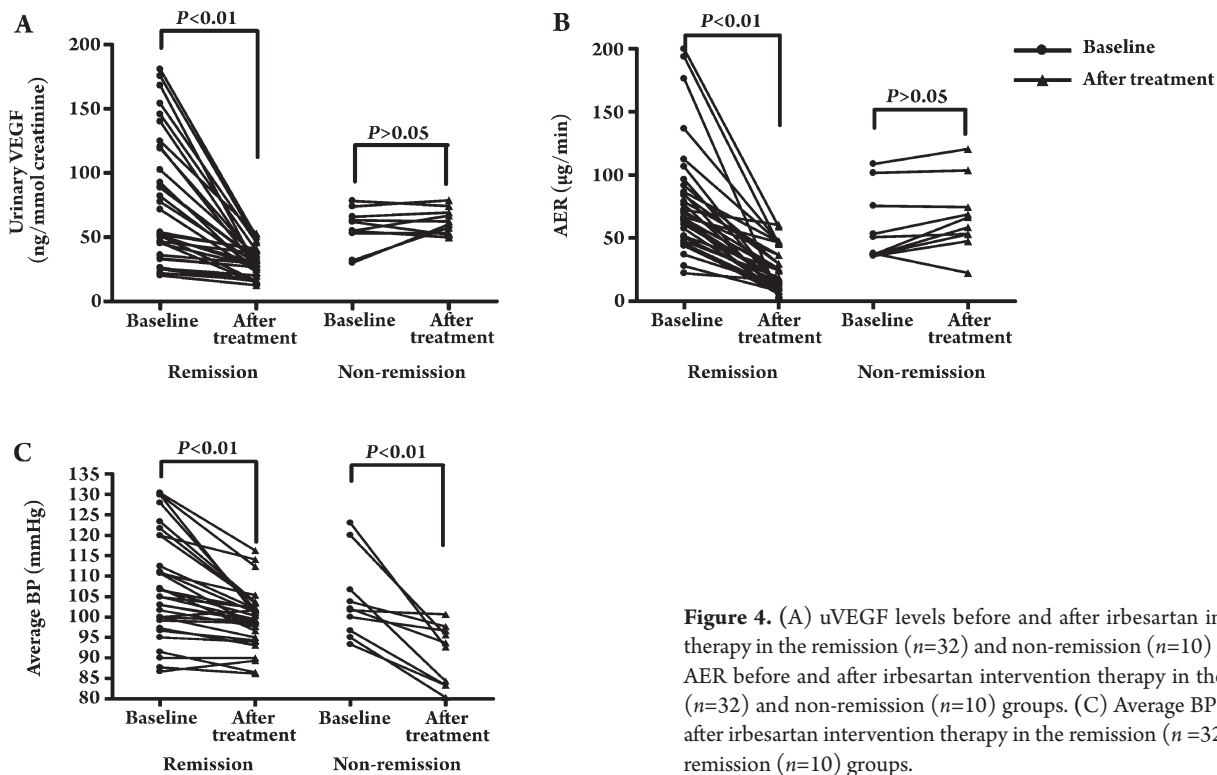 A
P<0.01
P>0.05
Urinary VEGF
(ng/mmol creatinine)
200
150
100
50
0
Baseline After treatment Baseline After treatment
Remission Non-remission
B
P<0.01
P>0.05
AER (μg/min)
200
150
100
50
0
Baseline After treatment Baseline After treatment
Remission Non-remission
Baseline
After treatment
C
P<0.01
P<0.01
Average BP (mmHg)
135
130
125
120
115
110
105
100
95
90
85
80
Baseline After treatment Baseline After treatment
Remission Non-remission
Figure 4. (A) uVEGF levels before and after irbesartan in
therapy in the remission (n=32) and non-remission (n=10)
AER before and after irbesartan intervention therapy in the
(n=32) and non-remission (n=10) groups. (C) Average BP
after irbesartan intervention therapy in the remission (n =32
remission (n=10) groups.